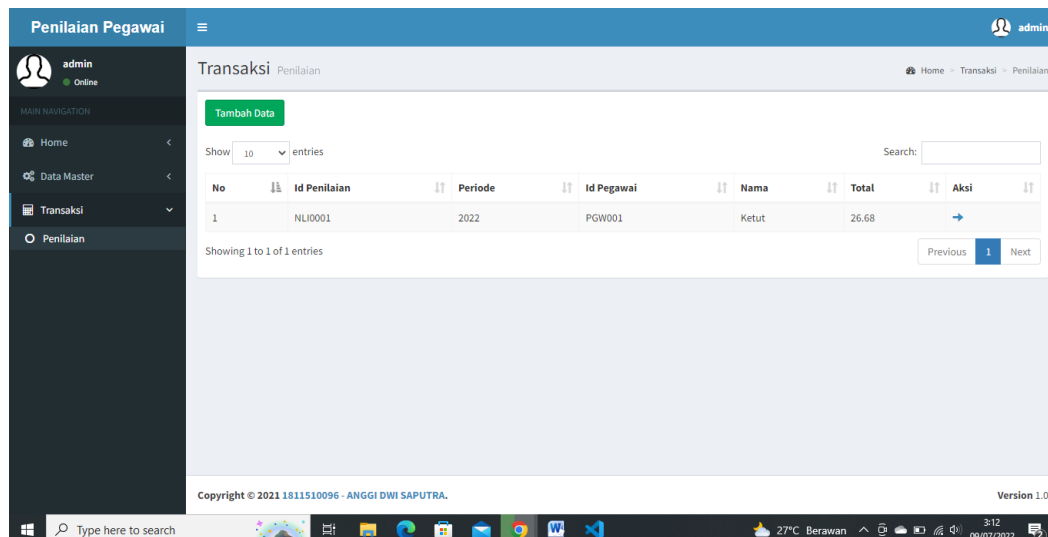 Penilaian Pegawai
admin
admin
Online
Transaksi Penilaian
Home > Transaksi > Penilaian
MAIN NAVIGATION
Home
Data Master
Transaksi
Penilaian
Tambah Data
Show 10 entries
Search:
No Id Penilaian Periode Id Pegawai Nama Total Aksi
1 NLI0001 2022 PGW001 Ketut 26.68
Showing 1 to 1 of 1 entries
Previous 1 Next
Copyright © 2021 1811510096 - ANGGI DWI SAPUTRA.
Version 1.0
Type here to search
27°C Berawan
3:12
09/07/2022